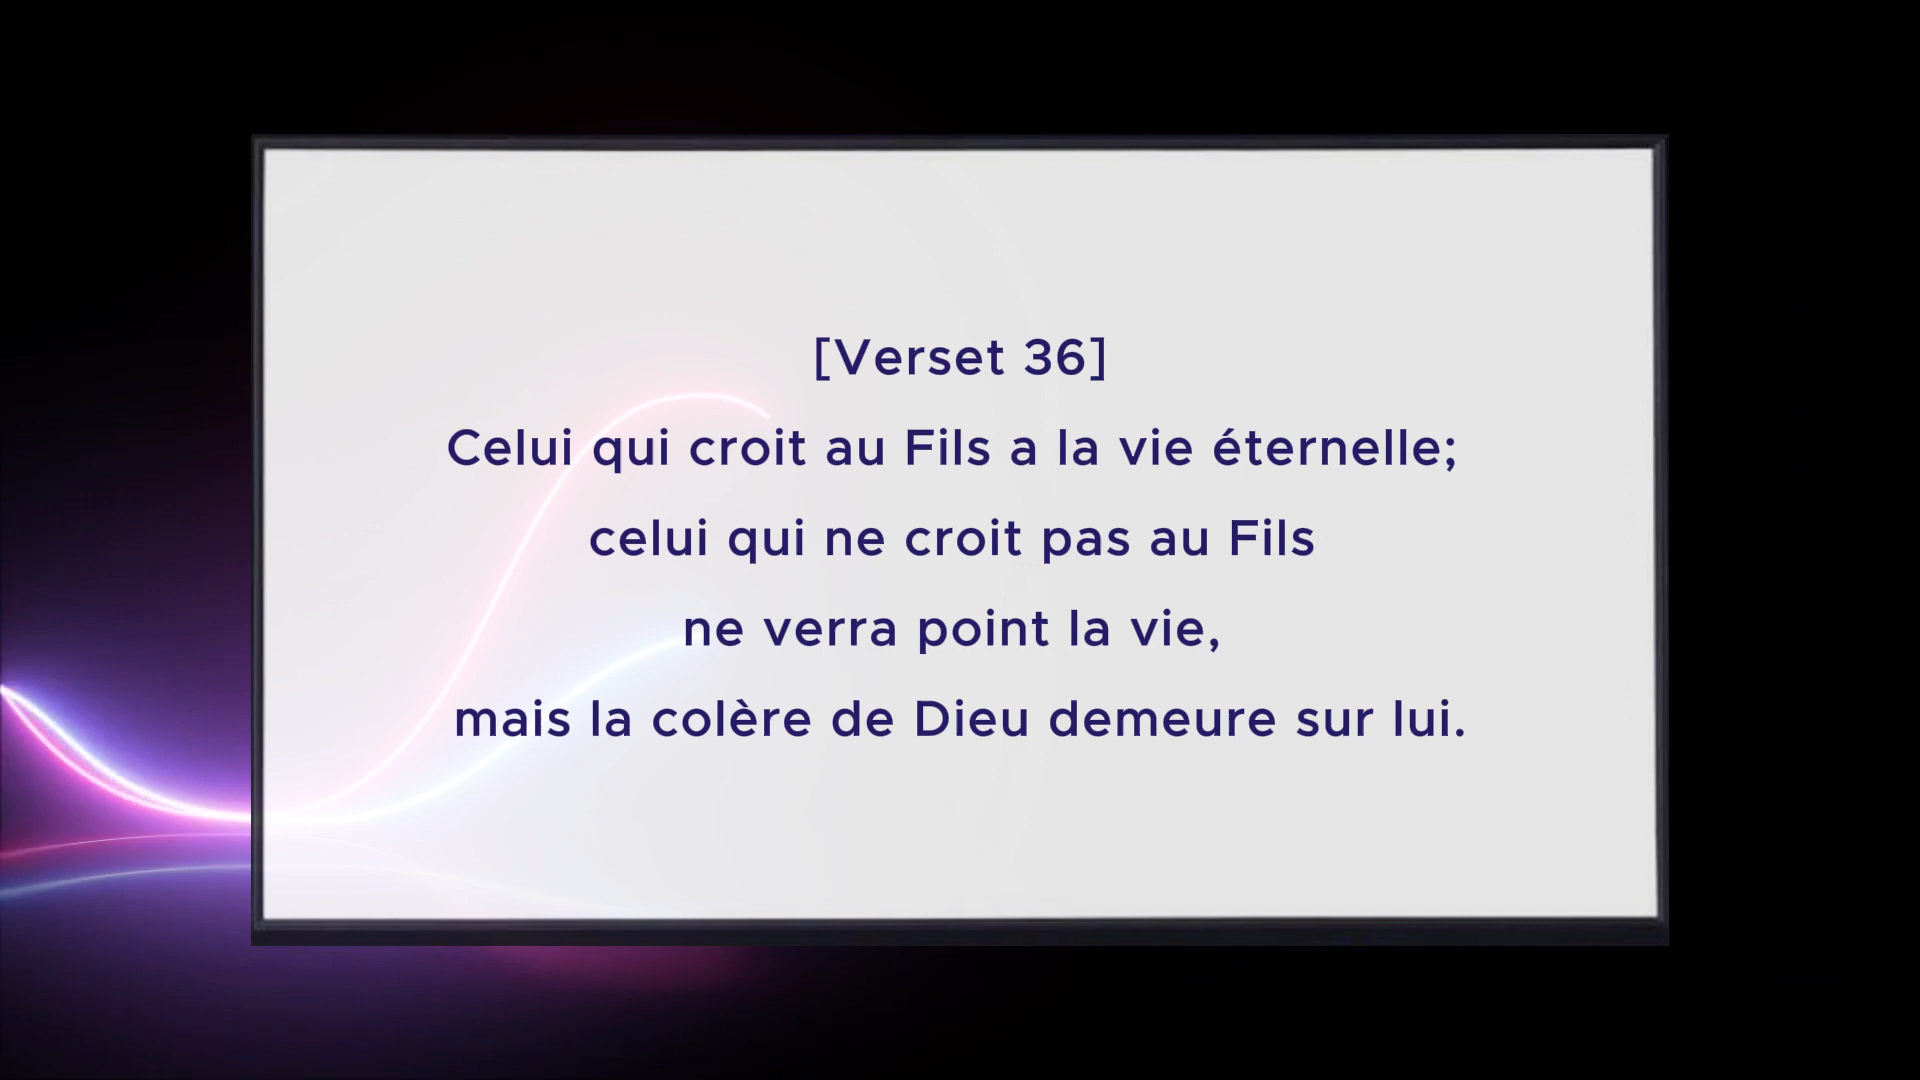 [Verset 36]
Celui qui croit au Fils a la vie éternelle;
celui qui ne croit pas au Fils
ne verra point la vie,
mais la colère de Dieu demeure sur lui.